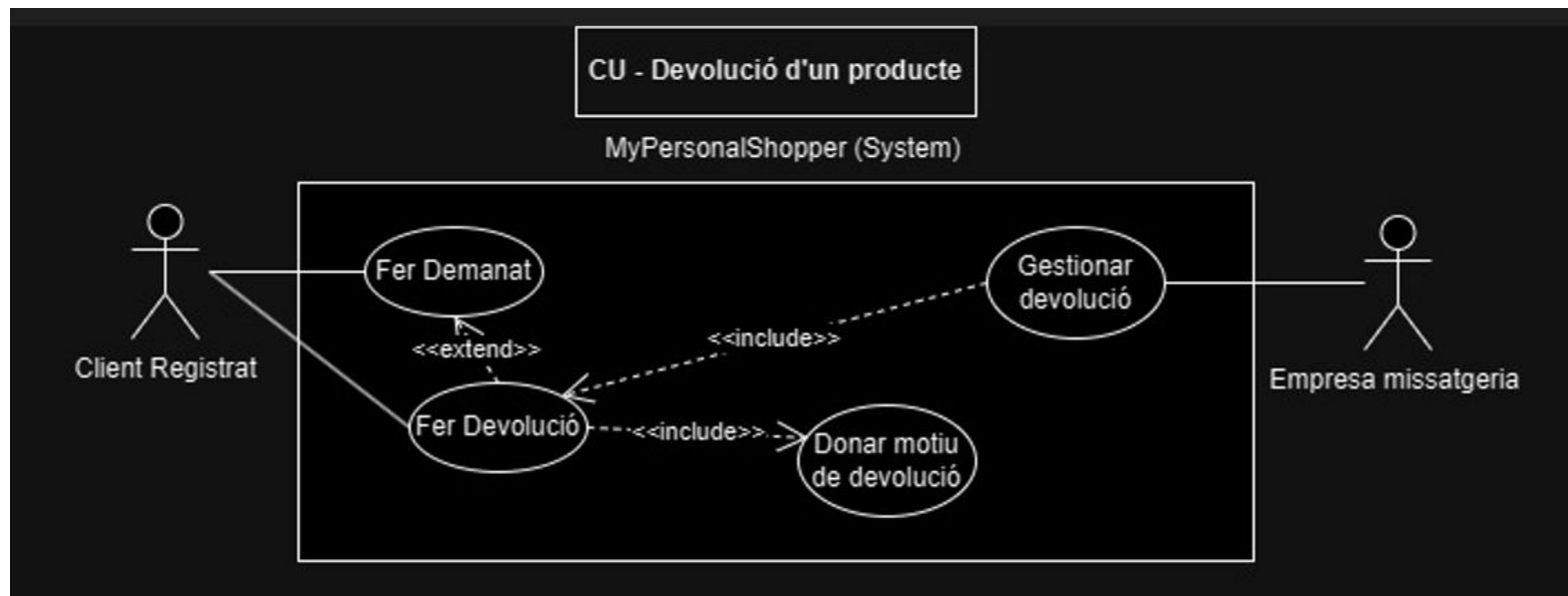 CU - Devolució d'un producte
MyPersonalShopper (System)
Fer Demanat
Gestionar
devolució
<<include>>
<<extend>>
Client Registrat
Empresa missatgeria
Fer Devolució
<<include>>
Donar motiu
de devolució